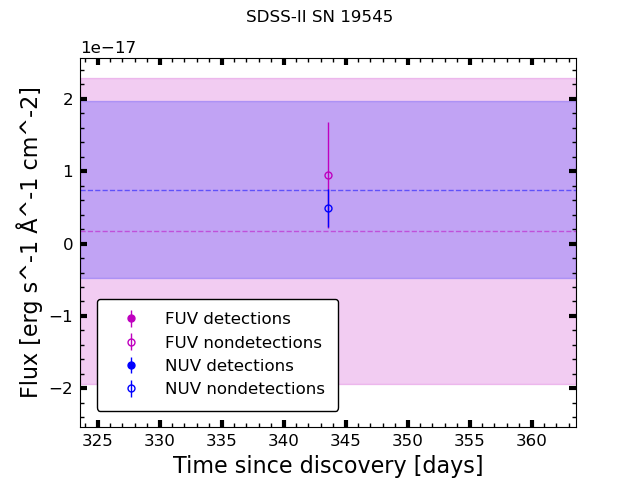 SDSS-II SN 19545
1e−17
2
1
0
−1
−2
Flux [erg s^-1 Å^-1 cm^-2]
FUV detections
FUV nondetections
NUV detections
NUV nondetections
325 330 335 340 345 350 355 360
Time since discovery [days]